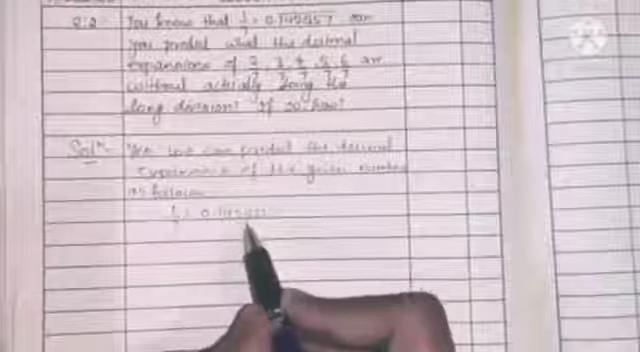 Q.2 You know that 1/7 = 0.142857 can
you predict what the decimal
expansions of 2/7, 3/7, 4/7, 5/7, 6/7 are
without actually doing the
long division? If so how?
Solⁿ Yes we can predict the decimal
expansions of the given number
as follows
1/7 = 0.142857